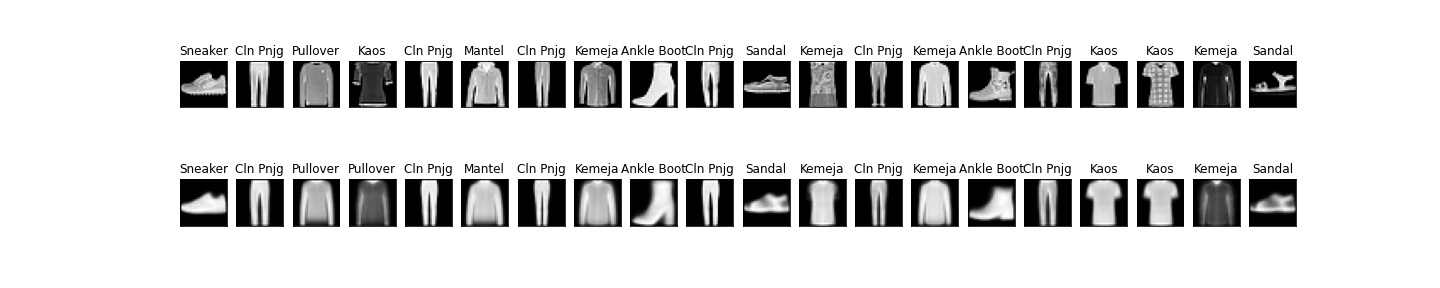 Sneaker Cln Pnjg Pullover Kaos Cln Pnjg Mantel Cln Pnjg Kemeja Ankle Boot Cln Pnjg Sandal Kemeja Cln Pnjg Kemeja Ankle Boot Cln Pnjg Kaos Kaos Kemeja Sandal
Sneaker Cln Pnjg Pullover Pullover Cln Pnjg Mantel Cln Pnjg Kemeja Ankle Boot Cln Pnjg Sandal Kemeja Cln Pnjg Kemeja Ankle Boot Cln Pnjg Kaos Kaos Kemeja Sandal